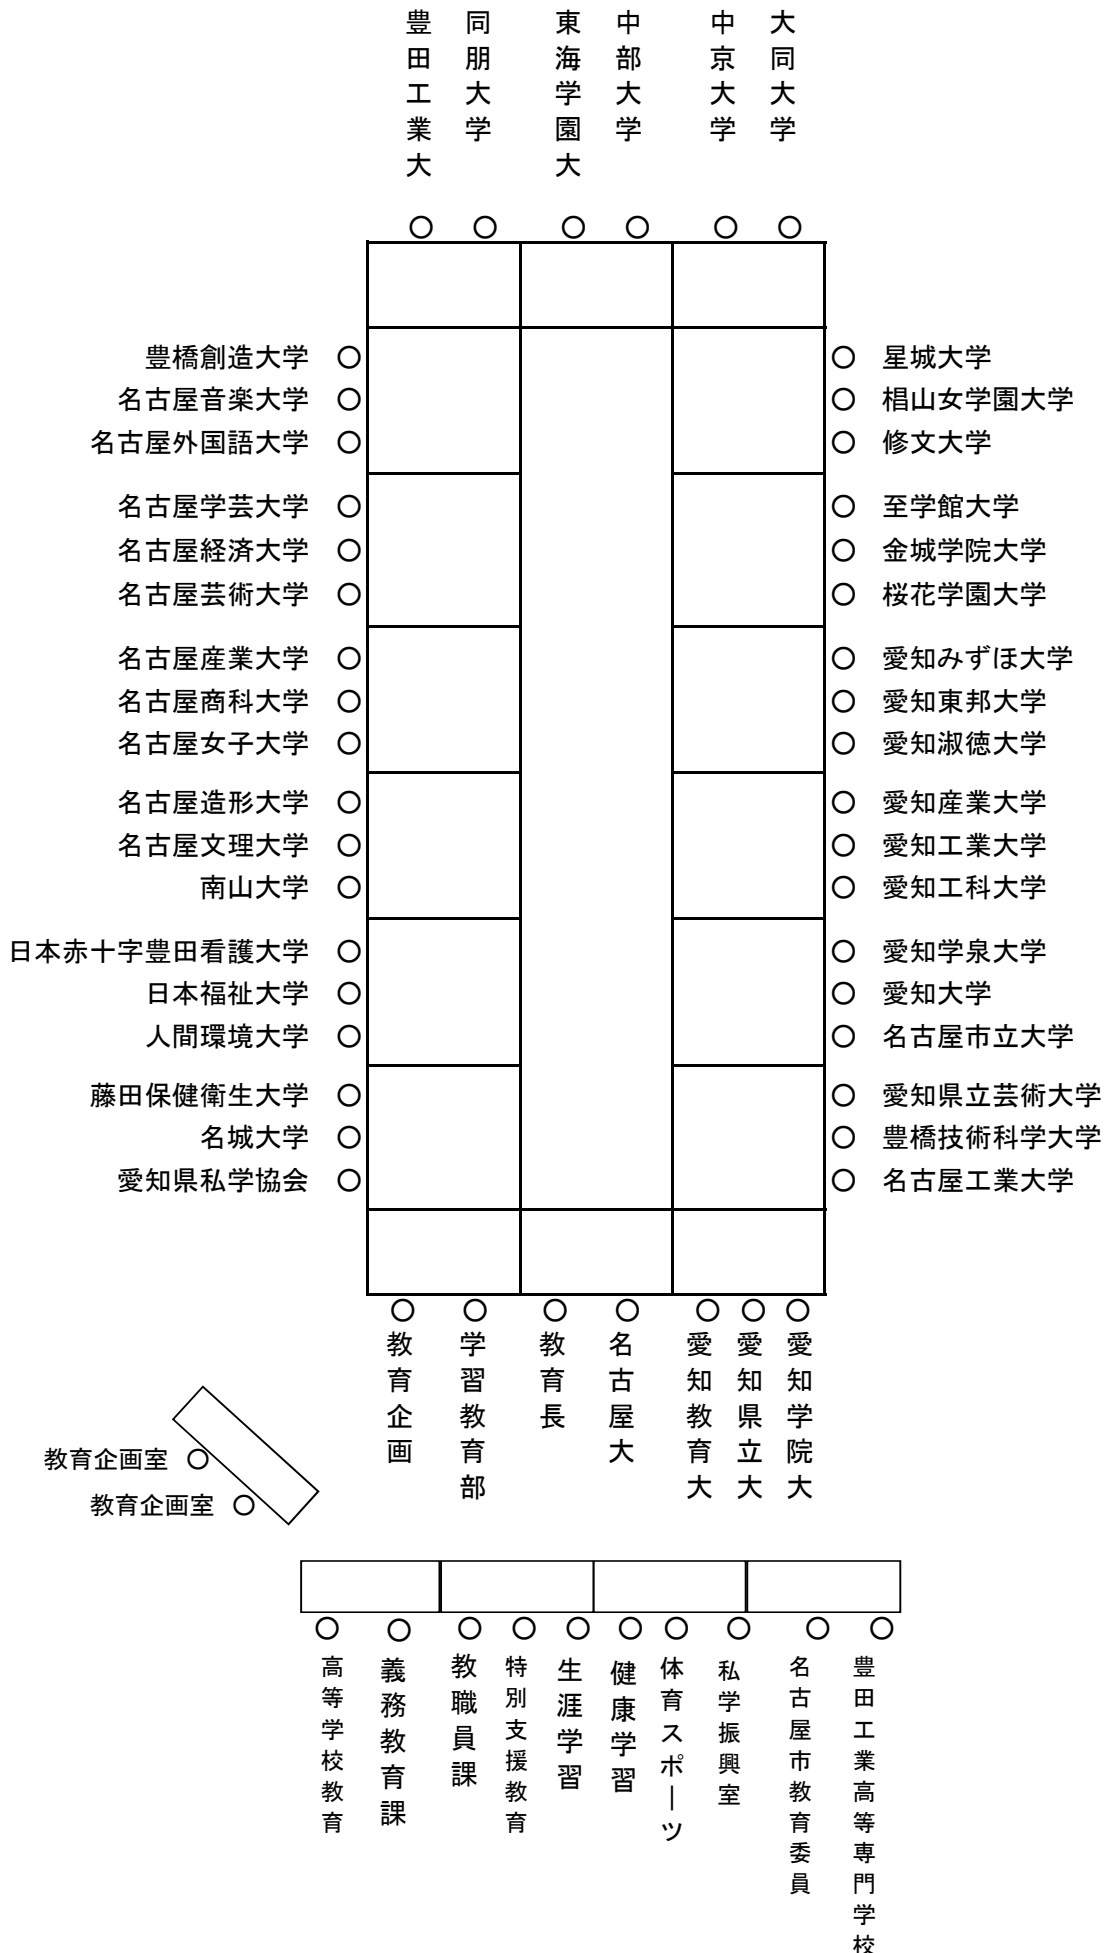 豊田工業大
同朋大学
東海学園大
中部大学
中京大学
大同大学
豊橋創造大学
名古屋音楽大学
名古屋外国語大学
名古屋学芸大学
名古屋経済大学
名古屋芸術大学
名古屋産業大学
名古屋商科大学
名古屋女子大学
名古屋造形大学
名古屋文理大学
南山大学
日本赤十字豊田看護大学
日本福祉大学
人間環境大学
藤田保健衛生大学
名城大学
愛知県私学協会
星城大学
椙山女学園大学
修文大学
至学館大学
金城学院大学
桜花学園大学
愛知みずほ大学
愛知東邦大学
愛知淑徳大学
愛知産業大学
愛知工業大学
愛知工科大学
愛知学泉大学
愛知大学
名古屋市立大学
愛知県立芸術大学
豊橋技術科学大学
名古屋工業大学
教育企画
学習教育部
教育長
名古屋大
愛知教育大
愛知県立大
愛知学院大
教育企画室
教育企画室
高等学校教育
義務教育課
教職員課
特別支援教育
生涯学習
健康学習
体育スポーツ
私学振興室
名古屋市教育委員
豊田工業高等専門学校